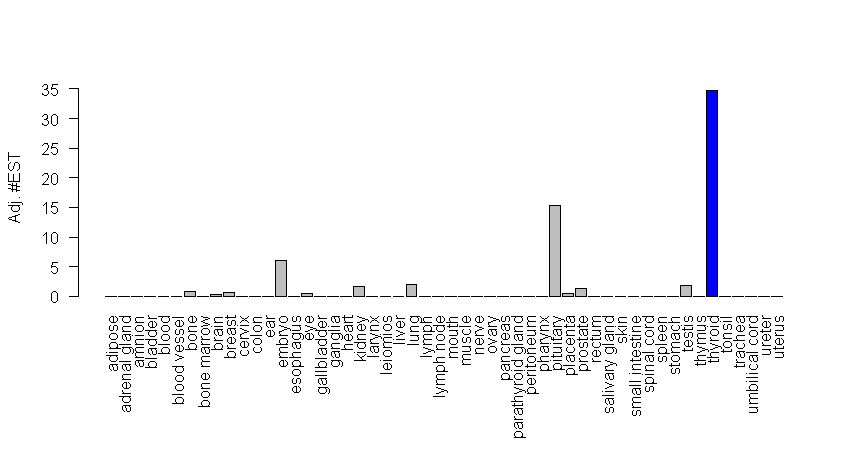 35
30
25
20
15
10
5
0
Adj. #EST
adipose
adrenal gland
amnion
bladder
blood
blood vessel
bone
bone marrow
brain
breast
cervix
colon
ear
embryo
esophagus
eye
gallbladder
ganglia
heart
kidney
larynx
leiomios
liver
lung
lymph
lymph node
mouth
muscle
nerve
ovary
pancreas
parathyroid gland
peritoneum
pharynx
pituitary
placenta
prostate
rectum
salivary gland
skin
small intestine
spinal cord
spleen
stomach
testis
thymus
thyroid
tonsil
trachea
umbilical cord
ureter
uterus